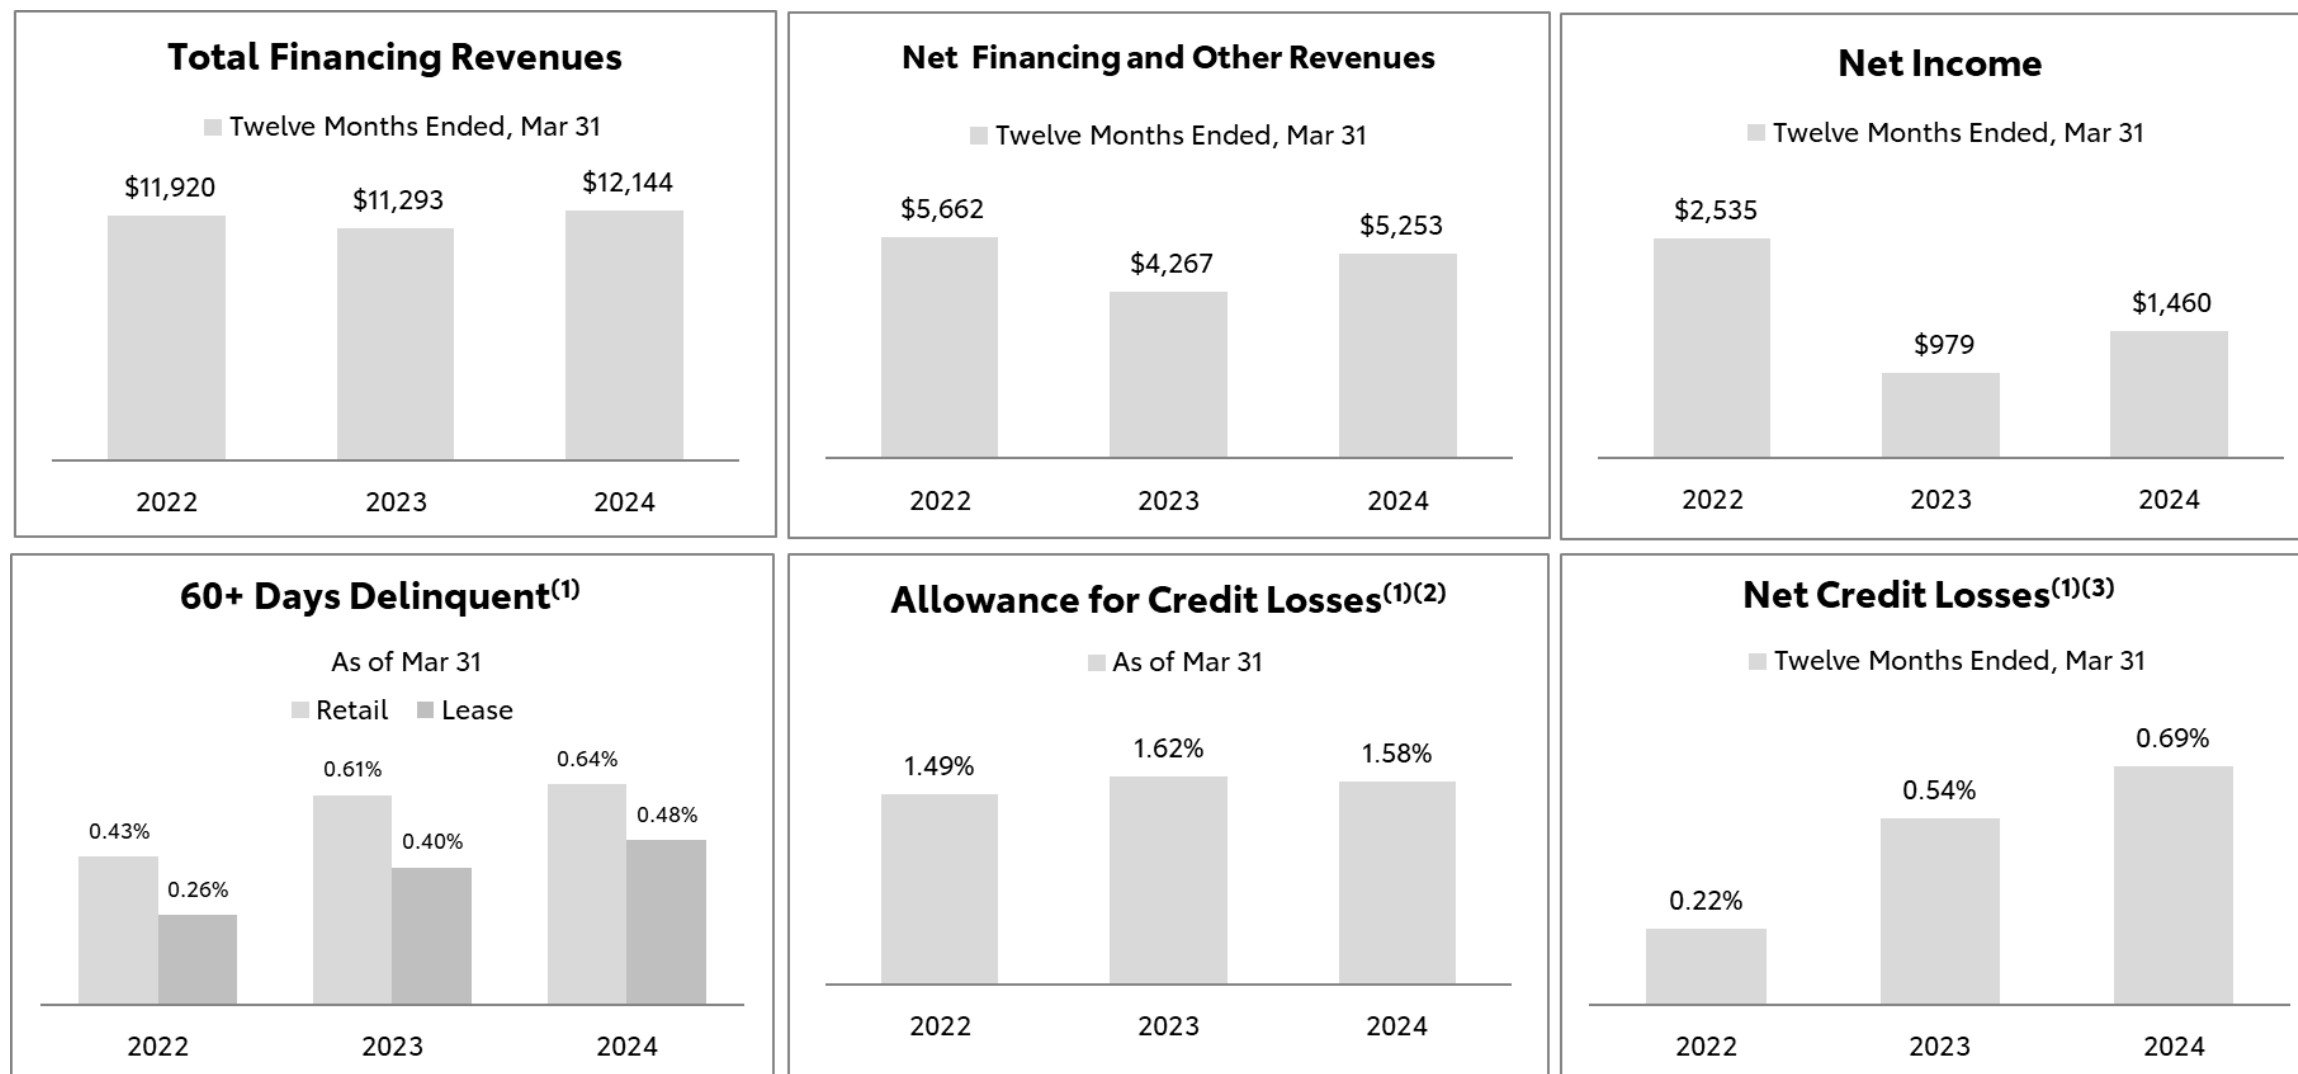 Total Financing Revenues
Twelve Months Ended, Mar 31
$11,920
$11,293
$12,144
2022 2023 2024
Net Financing and Other Revenues
Twelve Months Ended, Mar 31
$5,662
$4,267
$5,253
2022 2023 2024
Net Income
Twelve Months Ended, Mar 31
$2,535
$979
$1,460
2022 2023 2024
60+ Days Delinquent(1)
As of Mar 31
Retail Lease
0.43%
0.26%
0.61%
0.40%
0.64%
0.48%
2022 2023 2024
Allowance for Credit Losses(1)(2)
As of Mar 31
1.49%
1.62%
1.58%
2022 2023 2024
Net Credit Losses(1)(3)
Twelve Months Ended, Mar 31
0.22%
0.54%
0.69%
2022 2023 2024